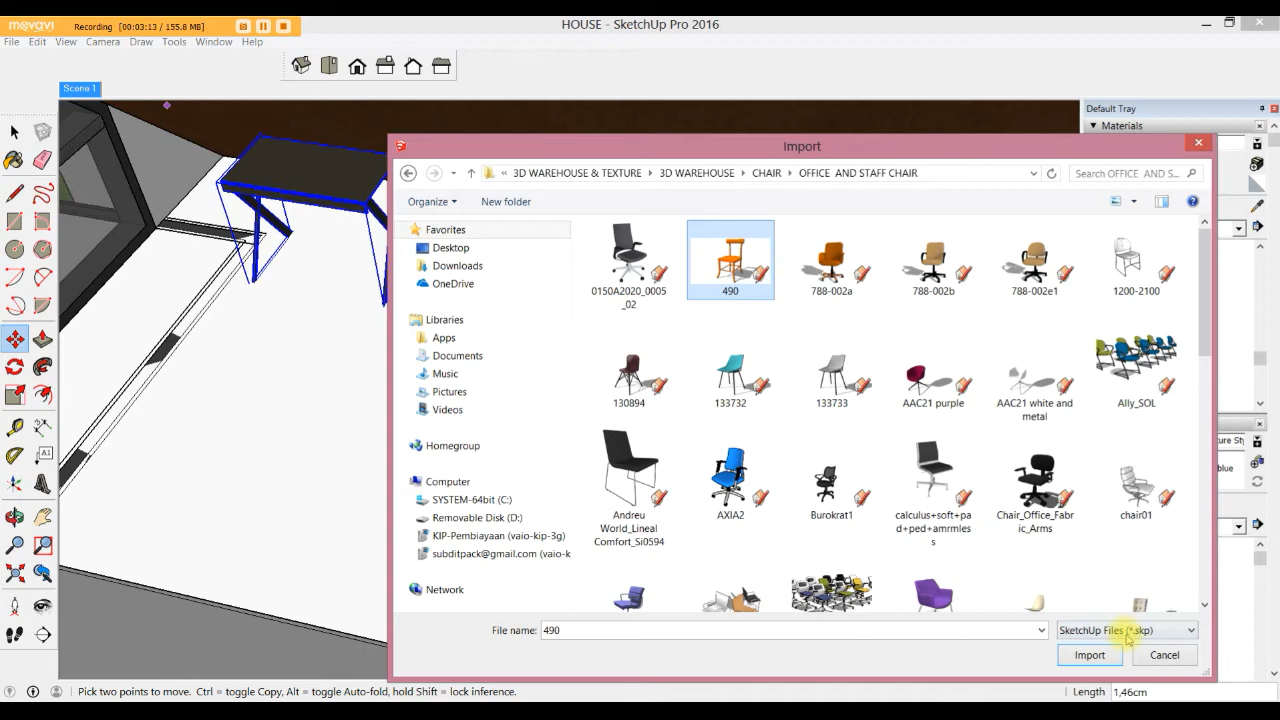 movavi
Recording [00:03:13 / 155.8 MB]
HOUSE - SketchUp Pro 2016
File Edit View Camera Draw Tools Window Help
Scene 1
Default Tray
Materials
Import
« 3D WAREHOUSE & TEXTURE 3D WAREHOUSE CHAIR OFFICE AND STAFF CHAIR
Search OFFICE AND S...
Organize New folder
Favorites
Desktop
Downloads
OneDrive
Libraries
Apps
Documents
Music
Pictures
Videos
Homegroup
Computer
SYSTEM-64bit (C:)
Removable Disk (D:)
KIP-Pembiayaan (vaio-kip-3g)
subditpack@gmail.com (vaio-k
Network
0150A2020_0005
_02
490
788-002a
788-002b
788-002e1
1200-2100
130894
133732
133733
AAC21 purple
AAC21 white and
metal
Ally_SOL
Andreu
World_Lineal
Comfort_Si0594
AXIA2
Burokrat1
calculus+soft+pa
d+ped+amrmles
s
Chair_Office_Fab
ric_Arms
chair01
File name: 490
SketchUp Files (*.skp)
Import Cancel
A1
ure Sty
blue
Pick two points to move. Ctrl = toggle Copy, Alt = toggle Auto-fold, hold Shift = lock inference.
Length 1,46cm